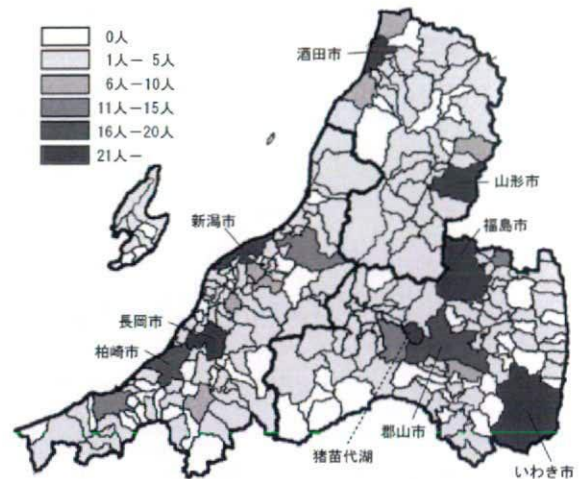 0人
1人－ 5人
6人－10人
11人－15人
16人－20人
21人－
酒田市
山形市
福島市
新潟市
長岡市
柏崎市
郡山市
猪苗代湖
いわき市